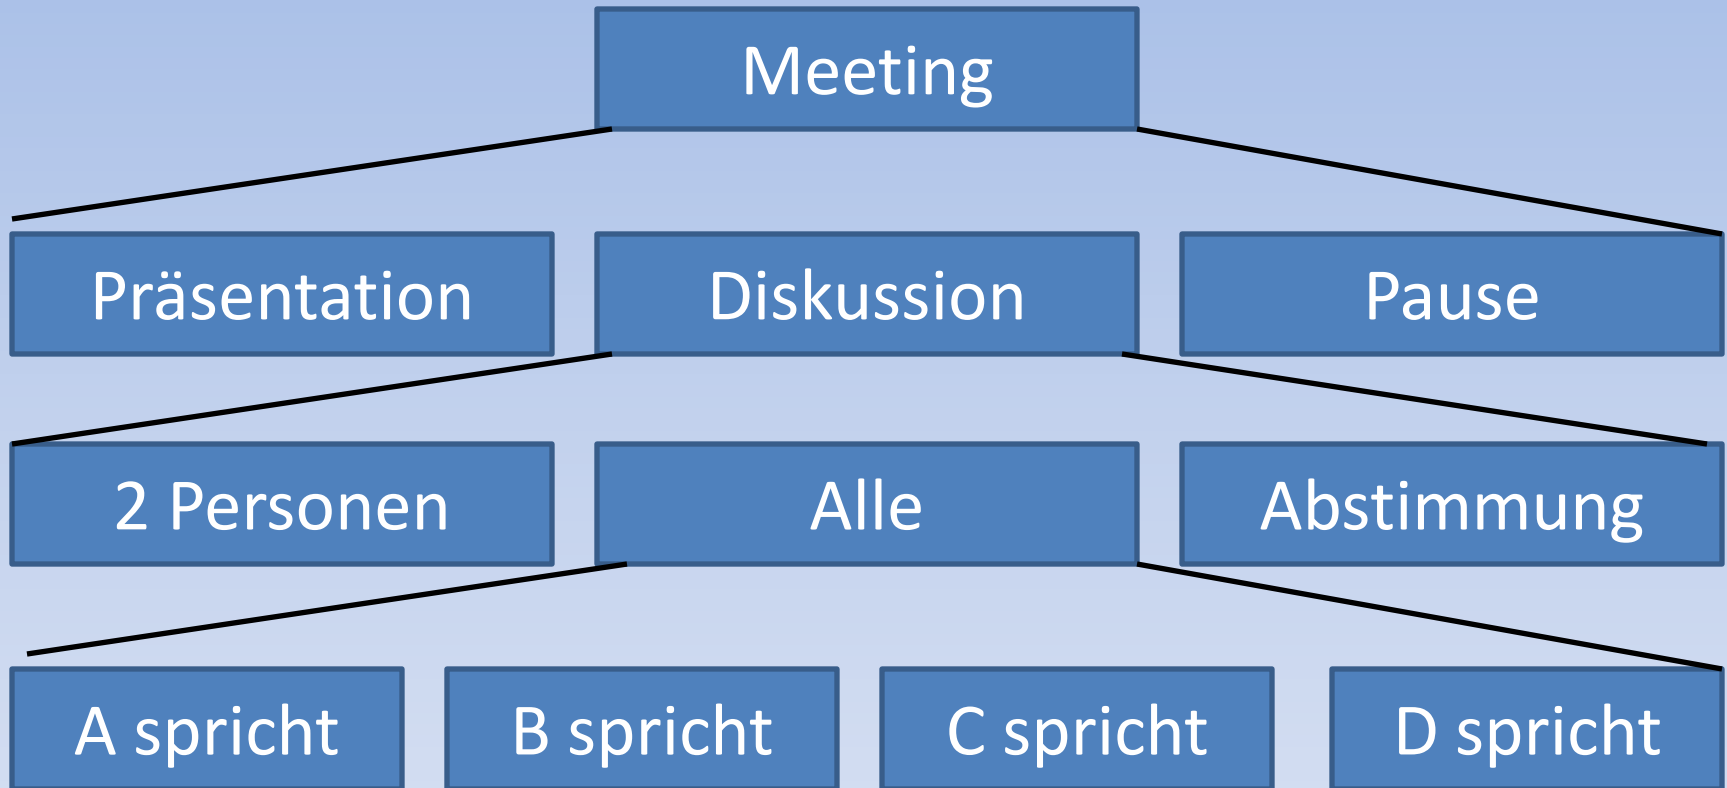 Meeting
Präsentation Diskussion Pause
2 Personen Alle Abstimmung
A spricht B spricht C spricht D spricht